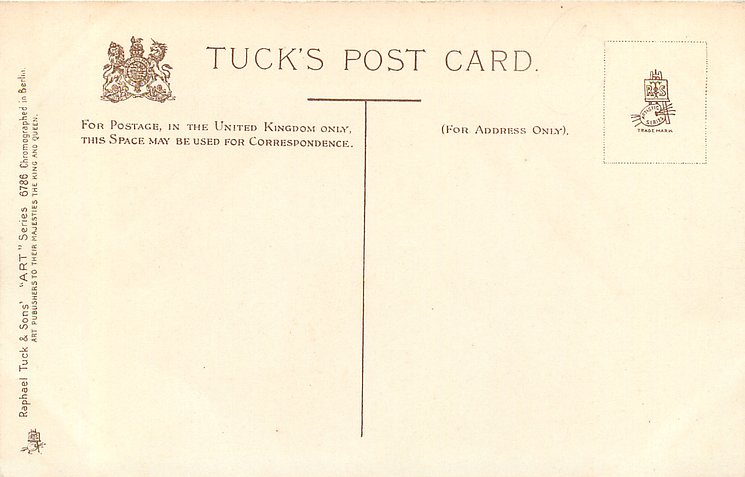 TUCK'S POST CARD.
FOR POSTAGE, IN THE UNITED KINGDOM ONLY,
THIS SPACE MAY BE USED FOR CORRESPONDENCE.
(FOR ADDRESS ONLY).
ARTISTIC
SERIES
TRADE MARK
Raphael Tuck & Sons' "ART" Series 6786 Chromographed in Berlin.
ART PUBLISHERS TO THEIR MAJESTIES THE KING AND QUEEN.